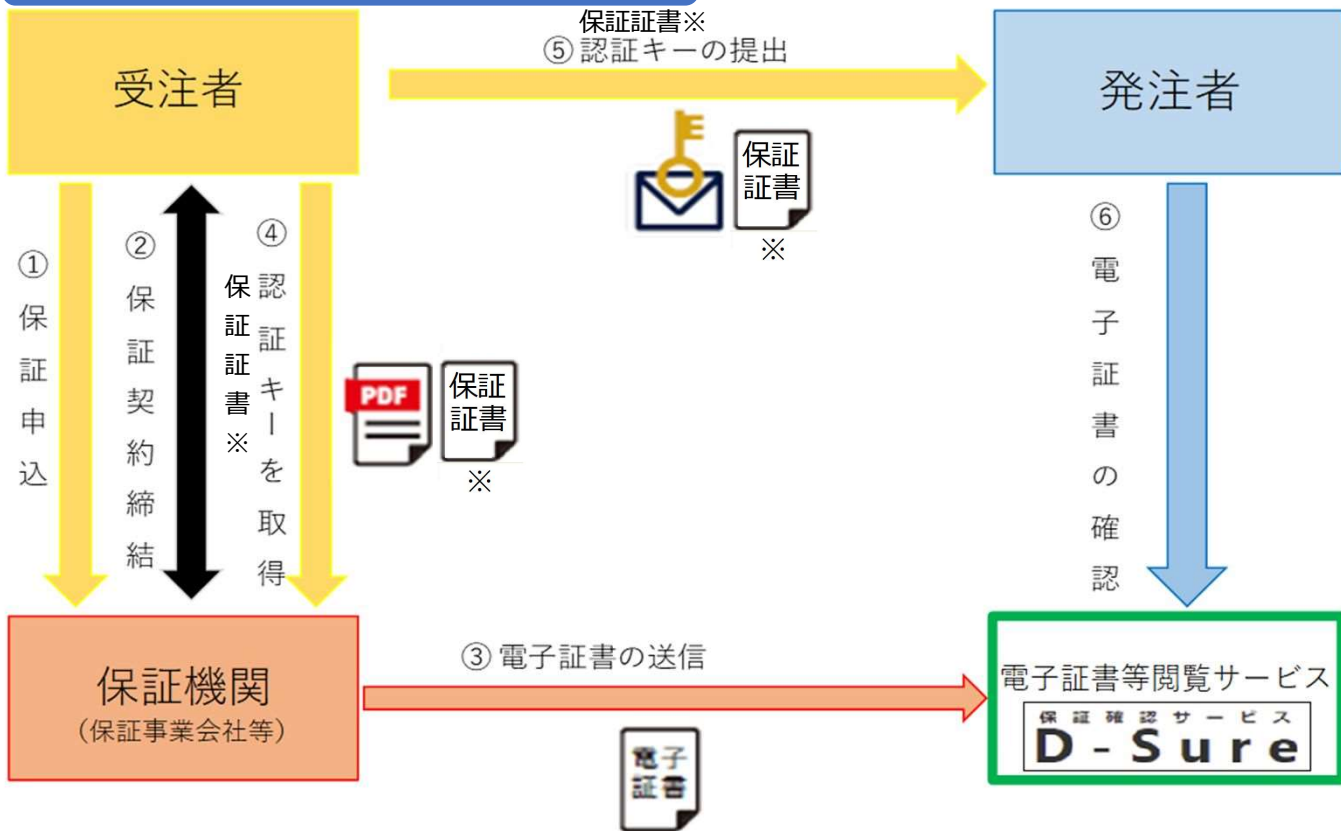 保証証書※
⑤認証キーの提出
受注者
発注者
保証
証書
※
①保証申込
②保証契約締結
保証証書※
④認証キーを取得
PDF
保証
証書
※
⑥電子証書の確認
保証機関
(保証事業会社等)
③電子証書の送信
電子
証書
電子証書等閲覧サービス
保証確認サービス
D-Sure